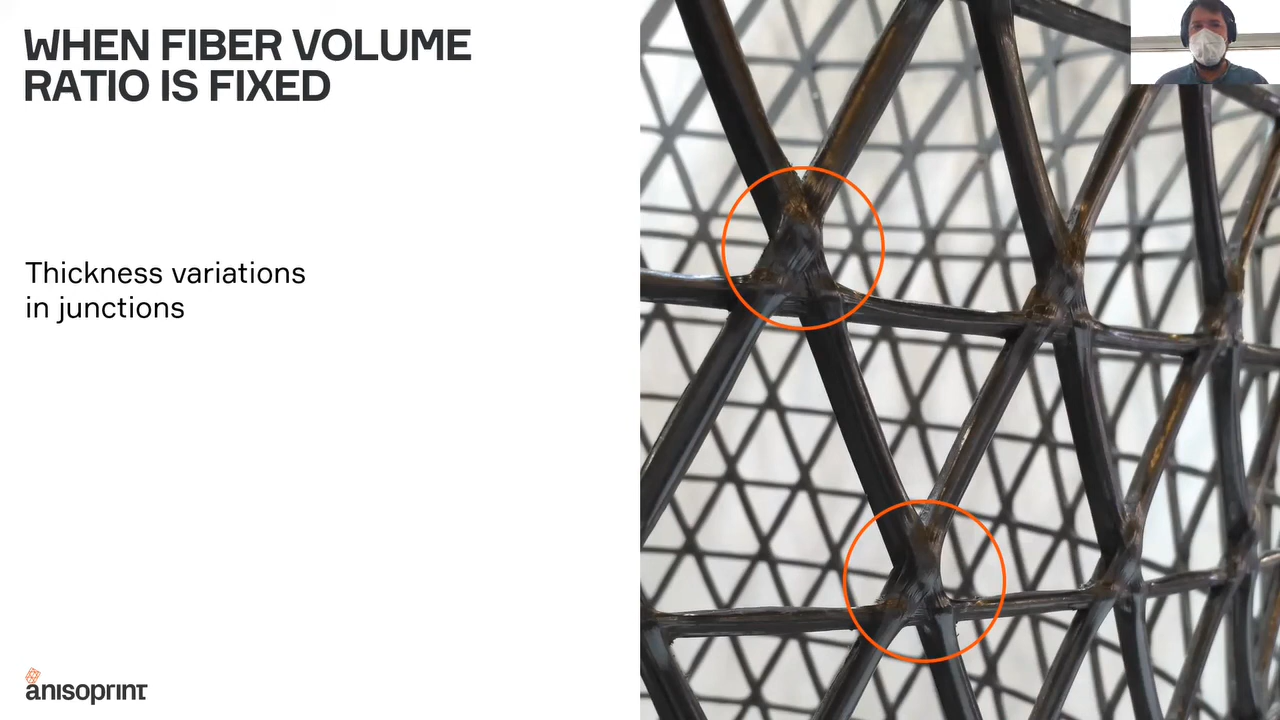 WHEN FIBER VOLUME
RATIO IS FIXED
Thickness variations
in junctions
anisoprint